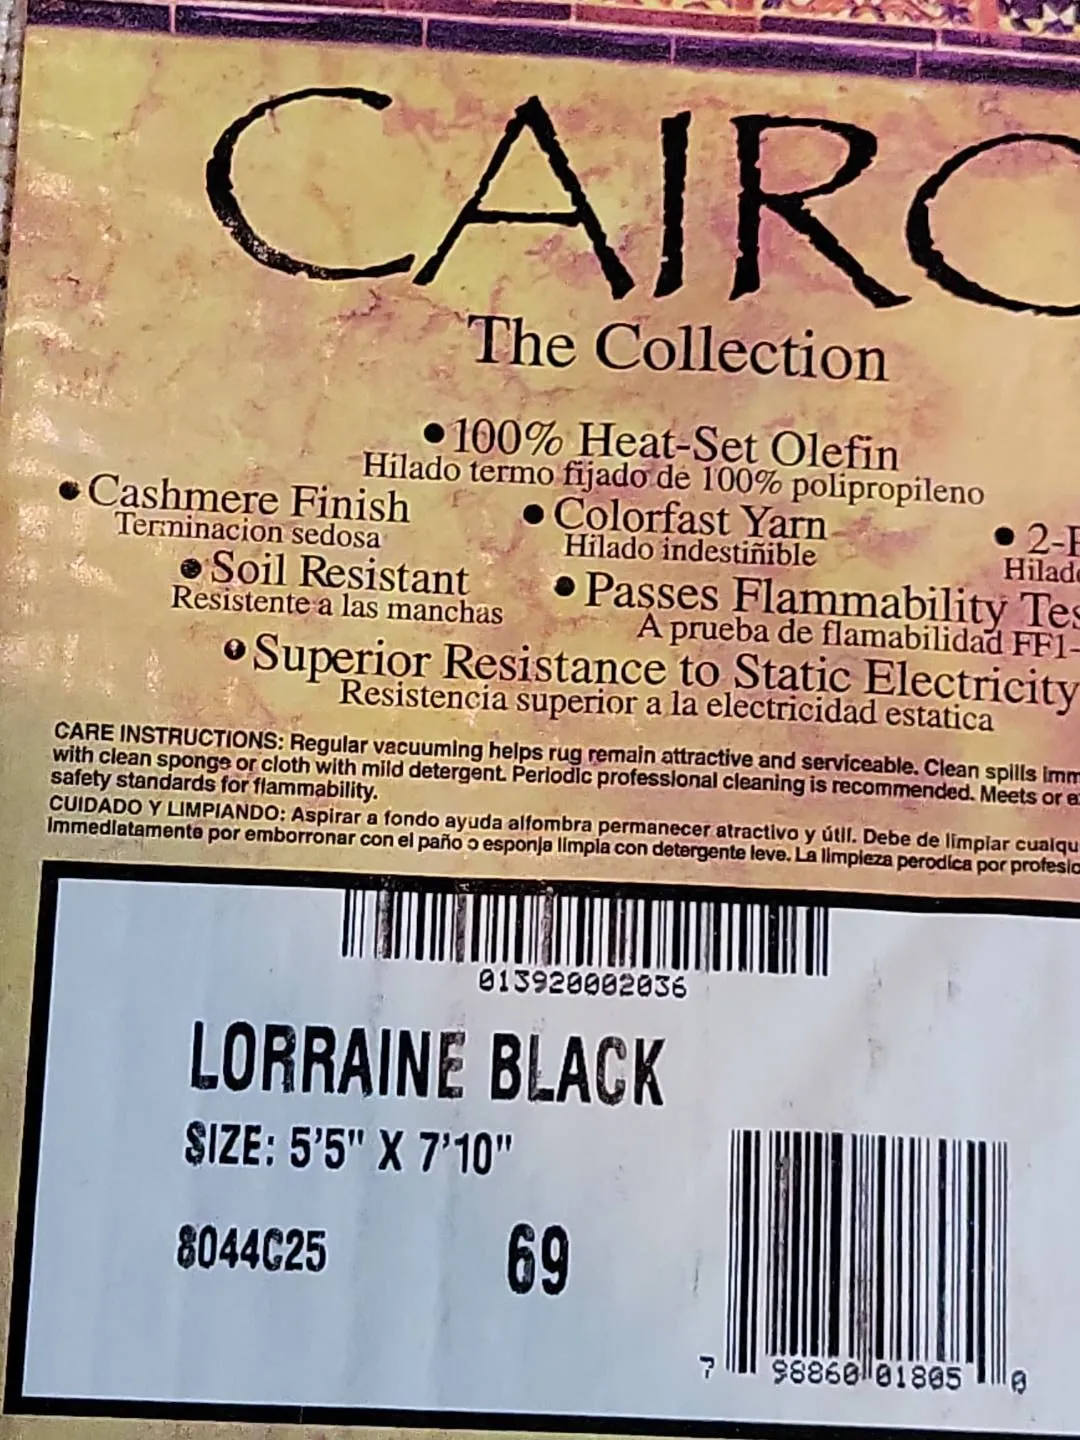 CAIRO
The Collection
• 100% Heat-Set Olefin
Hilado termo fijado de 100% polipropileno
• Cashmere Finish
Terminacion sedosa
• Colorfast Yarn
Hilado indestiñible
• 2-
• Soil Resistant
Resistente a las manchas
• Passes Flammability
A prueba de flamabilidad FF1-
• Superior Resistance to Static Electricity
Resistencia superior a la electricidad estatica
CARE INSTRUCTIONS: Regular vacuuming helps rug remain attractive and serviceable. Clean spills
with clean sponge or cloth with mild detergent. Periodic professional cleaning is recommended. Meets or
safety standards for flammability.
CUIDADO Y LIMPIANDO: Aspirar a fondo ayuda alfombra permanecer atractivo y útil. Debe de limpiar
Immediatamente por emborronar con el paño o esponja limpia con detergente leve. La limpieza perodica por
013920002036
LORRAINE BLACK
SIZE: 5'5" X 7'10"
8044C25 69
7 98860 01805 0